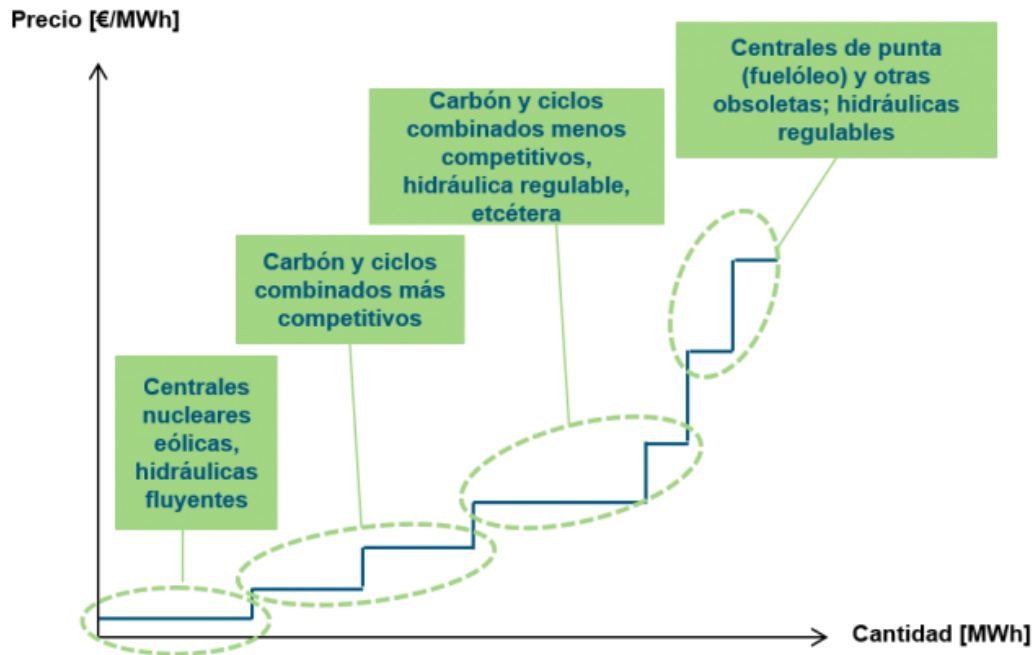 Precio [€/MWh]
Centrales de punta
(fuelóleo) y otras
obsoletas; hidráulicas
regulables
Carbón y ciclos
combinados menos
competitivos,
hidráulica regulable,
etcétera
Carbón y ciclos
combinados más
competitivos
Centrales
nucleares
eólicas,
hidráulicas
fluyentes
Cantidad [MWh]